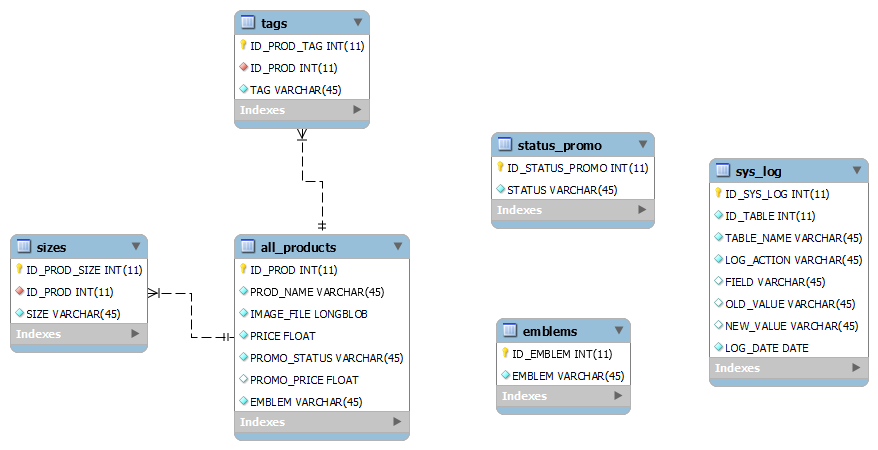 tags
ID_PROD_TAG INT(11)
ID_PROD INT(11)
TAG VARCHAR(45)
Indexes
status_promo
ID_STATUS_PROMO INT(11)
STATUS VARCHAR(45)
Indexes
sys_log
ID_SYS_LOG INT(11)
ID_TABLE INT(11)
TABLE_NAME VARCHAR(45)
LOG_ACTION VARCHAR(45)
FIELD VARCHAR(45)
OLD_VALUE VARCHAR(45)
NEW_VALUE VARCHAR(45)
LOG_DATE DATE
Indexes
sizes
ID_PROD_SIZE INT(11)
ID_PROD INT(11)
SIZE VARCHAR(45)
Indexes
all_products
ID_PROD INT(11)
PROD_NAME VARCHAR(45)
IMAGE_FILE LONGBLOB
PRICE FLOAT
PROMO_STATUS VARCHAR(45)
PROMO_PRICE FLOAT
EMBLEM VARCHAR(45)
Indexes
emblems
ID_EMBLEM INT(11)
EMBLEM VARCHAR(45)
Indexes